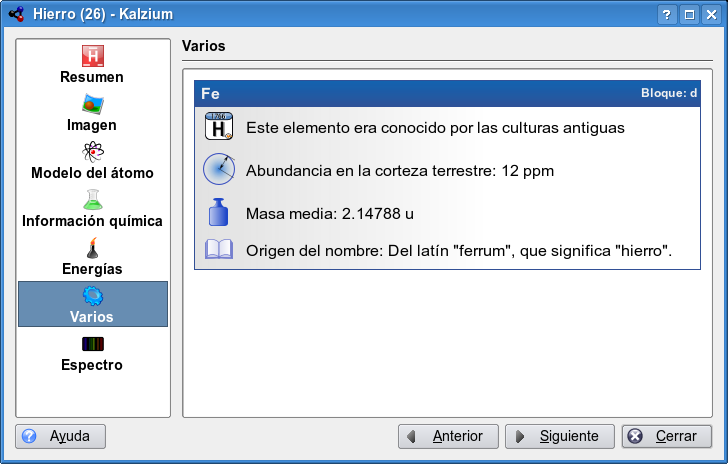 Hierro (26) - Kalzium
Resumen
Imagen
Modelo del átomo
Información química
Energías
Varios
Espectro
Varios
Fe Bloque: d
Este elemento era conocido por las culturas antiguas
Abundancia en la corteza terrestre: 12 ppm
Masa media: 2.14788 u
Origen del nombre: Del latín "ferrum", que significa "hierro".
Ayuda
Anterior
Siguiente
Cerrar